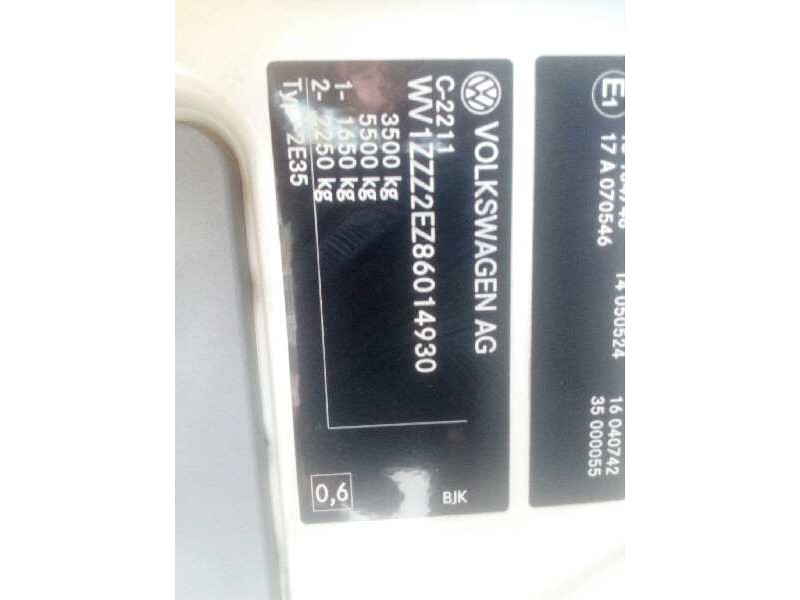 VOLKSWAGEN AG
C-2211
WV1ZZZ2EZ86014930
3500 kg
5500 kg
1- 1650 kg
2- 2250 kg
Typ 2E35
BJK
0,6
E1
17 A 070546
14 050524
16 040742
35 000055